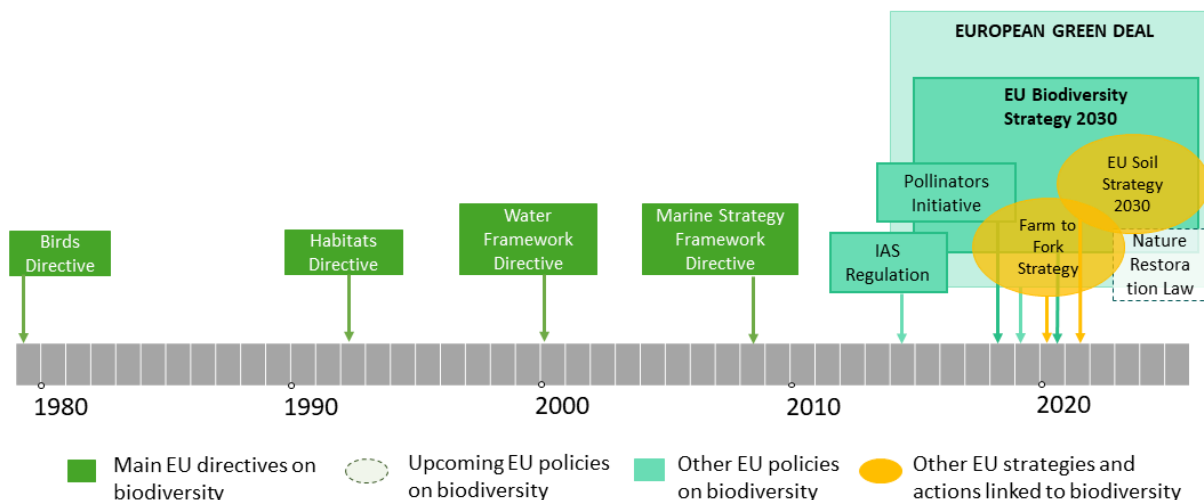 EUROPEAN GREEN DEAL
EU Biodiversity
Strategy 2030
EU Soil
Strategy
2030
Pollinators
Initiative
Birds
Directive
Habitats
Directive
Water
Framework
Directive
Marine Strategy
Framework
Directive
IAS
Regulation
Farm to
Fork
Strategy
Nature
Restora
tion Law
1980
1990
2000
2010
2020
Main EU directives on
biodiversity
Upcoming EU policies
on biodiversity
Other EU policies
on biodiversity
Other EU strategies and
actions linked to biodiversity